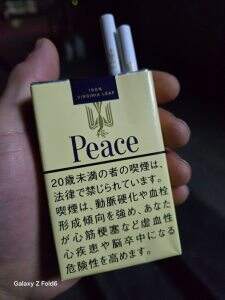 100%
VIRGINIA LEAF
Peace
20歳未満の者の喫煙は、
法律で禁じられています。
喫煙は、動脈硬化や血栓
形成傾向を強め、あなた
が心筋梗塞など虚血性
心疾患や脳卒中になる
危険性を高めます。
Galaxy Z Fold6